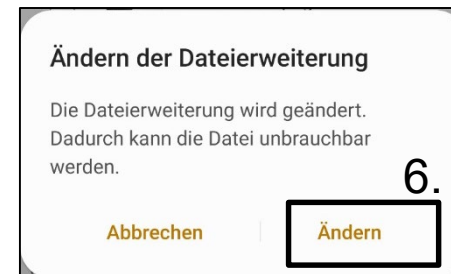 Ändern der Dateierweiterung
Die Dateierweiterung wird geändert.
Dadurch kann die Datei unbrauchbar
werden.
6.
Abbrechen Ändern